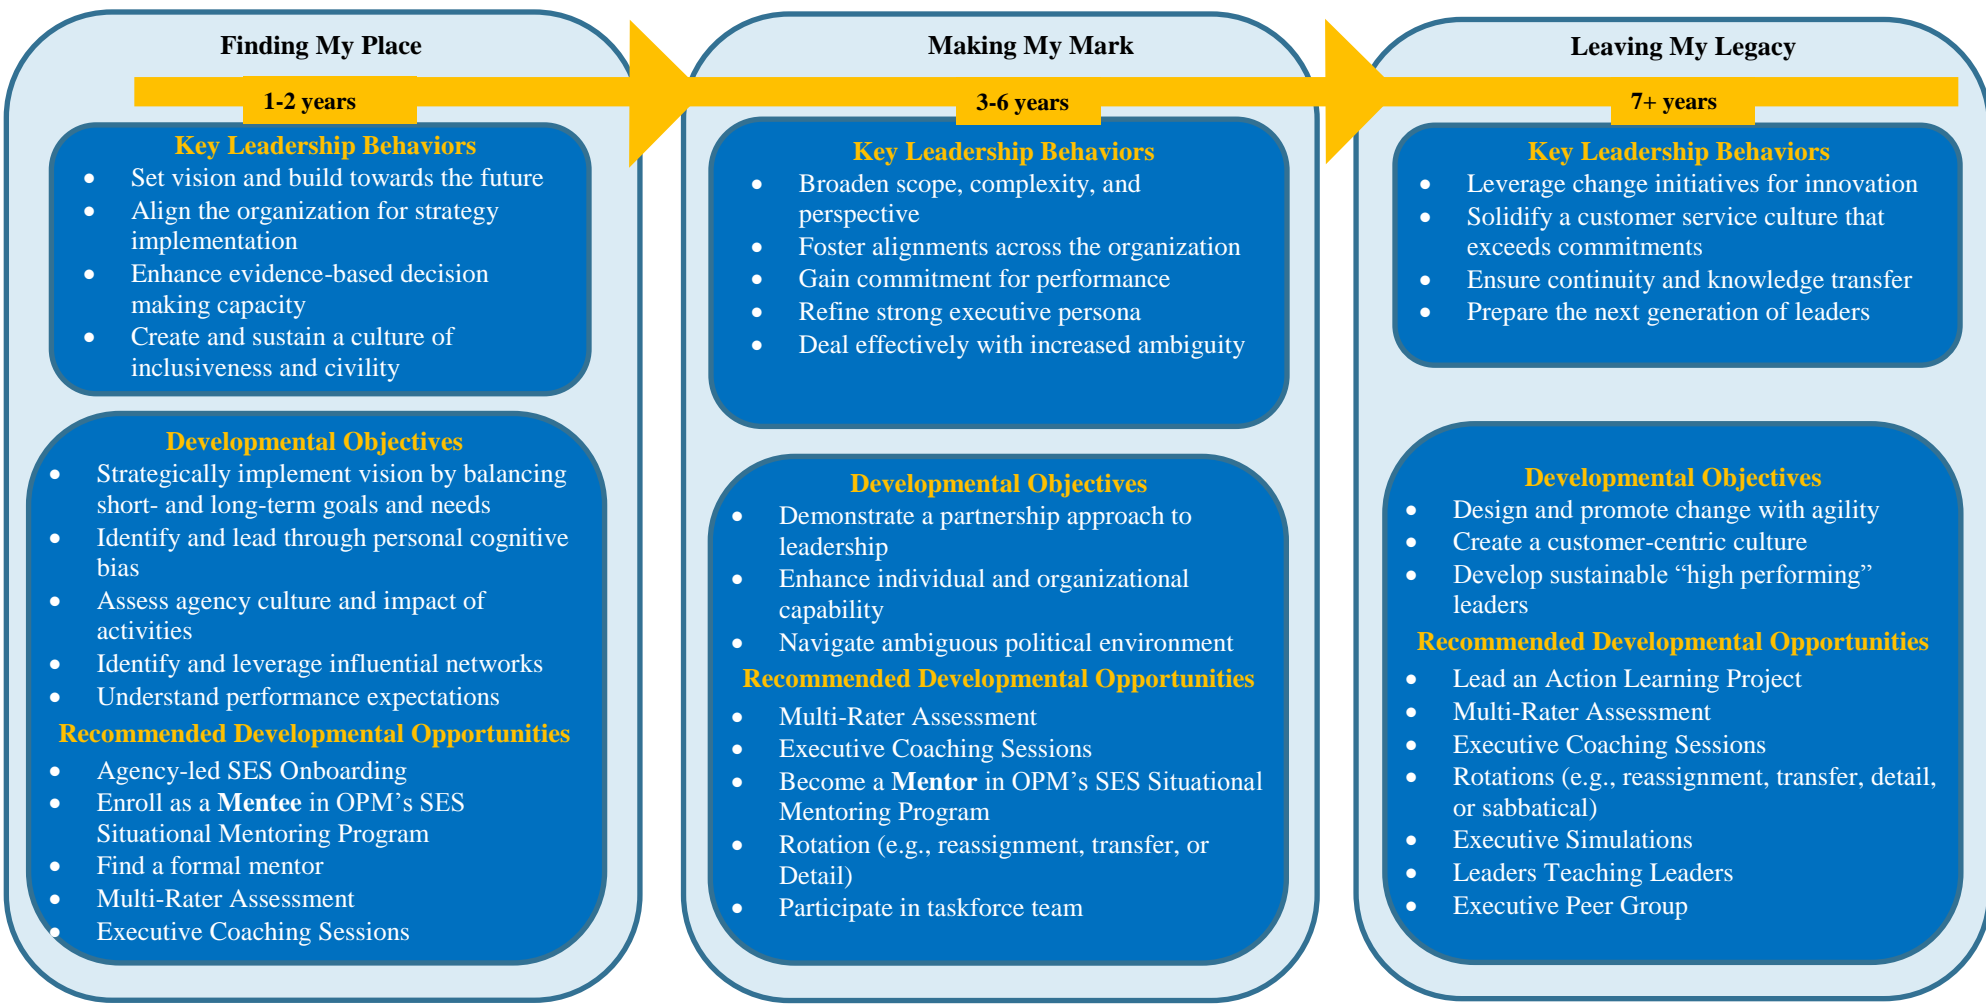 Finding My Place
1-2 years
Key Leadership Behaviors
• Set vision and build towards the future
• Align the organization for strategy
implementation
• Enhance evidence-based decision
making capacity
• Create and sustain a culture of
inclusiveness and civility
Developmental Objectives
• Strategically implement vision by balancing
short- and long-term goals and needs
• Identify and lead through personal cognitive
bias
• Assess agency culture and impact of
activities
• Identify and leverage influential networks
• Understand performance expectations
Recommended Developmental Opportunities
• Agency-led SES Onboarding
• Enroll as a Mentee in OPM’s SES
Situational Mentoring Program
• Find a formal mentor
• Multi-Rater Assessment
• Executive Coaching Sessions
Making My Mark
3-6 years
Key Leadership Behaviors
• Broaden scope, complexity, and
perspective
• Foster alignments across the organization
• Gain commitment for performance
• Refine strong executive persona
• Deal effectively with increased ambiguity
Developmental Objectives
• Demonstrate a partnership approach to
leadership
• Enhance individual and organizational
capability
• Navigate ambiguous political environment
Recommended Developmental Opportunities
• Multi-Rater Assessment
• Executive Coaching Sessions
• Become a Mentor in OPM’s SES Situational
Mentoring Program
• Rotation (e.g., reassignment, transfer, or
Detail)
• Participate in taskforce team
Leaving My Legacy
7+ years
Key Leadership Behaviors
• Leverage change initiatives for innovation
• Solidify a customer service culture that
exceeds commitments
• Ensure continuity and knowledge transfer
• Prepare the next generation of leaders
Developmental Objectives
• Design and promote change with agility
• Create a customer-centric culture
• Develop sustainable “high performing”
leaders
Recommended Developmental Opportunities
• Lead an Action Learning Project
• Multi-Rater Assessment
• Executive Coaching Sessions
• Rotations (e.g., reassignment, transfer, detail,
or sabbatical)
• Executive Simulations
• Leaders Teaching Leaders
• Executive Peer Group